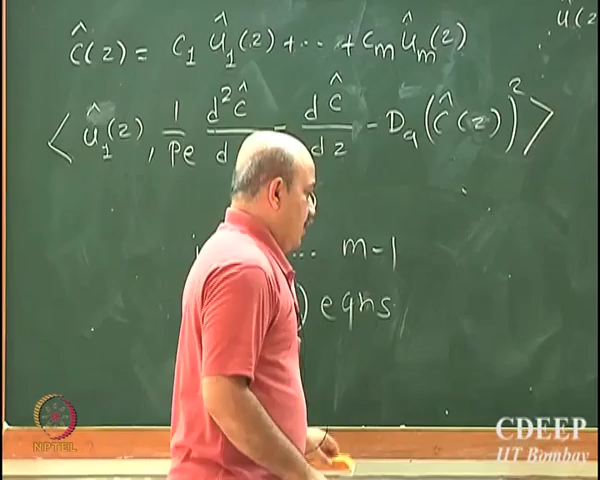 û(z
ĉ(z) = c₁ û₁(z) + ·· + cₘ ûₘ(z)
⟨ û₁(z), 1/Pe d²ĉ/d - dĉ/dz - Da(ĉ(z))² ⟩
... m-1
) eqns
NPTEL
CDEEP
IIT Bombay